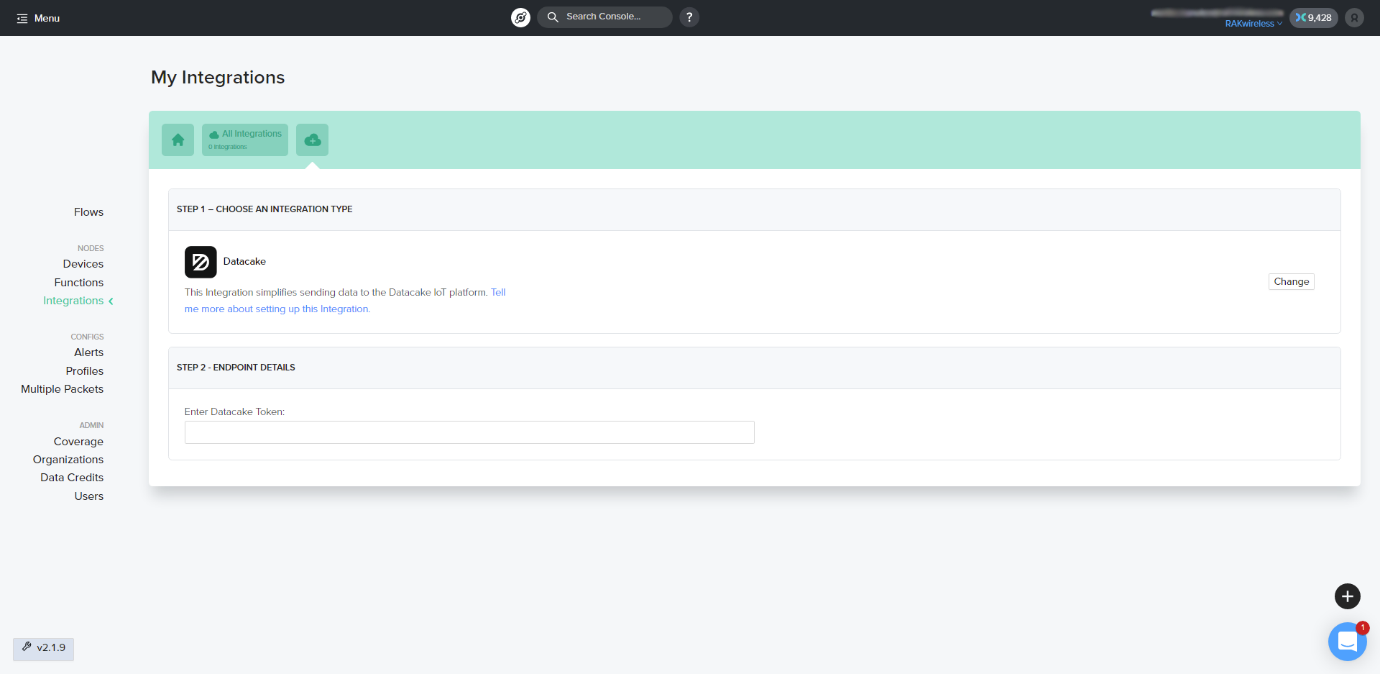 Menu
Search Console...
?
RAKwireless
9,428
My Integrations
All Integrations
0 Integrations
Flows
NODES
Devices
Functions
Integrations
CONFIGS
Alerts
Profiles
Multiple Packets
ADMIN
Coverage
Organizations
Data Credits
Users
STEP 1 – CHOOSE AN INTEGRATION TYPE
Datacake
This Integration simplifies sending data to the Datacake IoT platform. Tell
me more about setting up this Integration.
Change
STEP 2 - ENDPOINT DETAILS
Enter Datacake Token:
1
v2.1.9